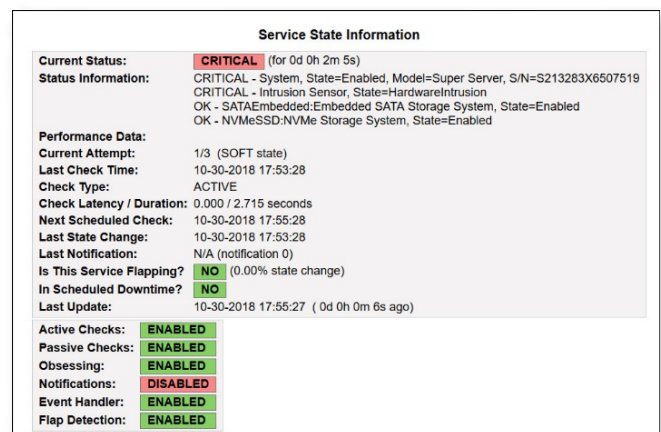 Service State Information
Current Status: CRITICAL (for 0d 0h 2m 5s)
Status Information: CRITICAL - System, State=Enabled, Model=Super Server, S/N=S213283X6507519
CRITICAL - Intrusion Sensor, State=HardwareIntrusion
OK - SATAEmbedded:Embedded SATA Storage System, State=Enabled
OK - NVMeSSD:NVMe Storage System, State=Enabled
Performance Data:
Current Attempt: 1/3 (SOFT state)
Last Check Time: 10-30-2018 17:53:28
Check Type: ACTIVE
Check Latency / Duration: 0.000 / 2.715 seconds
Next Scheduled Check: 10-30-2018 17:55:28
Last State Change: 10-30-2018 17:53:28
Last Notification: N/A (notification 0)
Is This Service Flapping? NO (0.00% state change)
In Scheduled Downtime? NO
Last Update: 10-30-2018 17:55:27 ( 0d 0h 0m 6s ago)
Active Checks: ENABLED
Passive Checks: ENABLED
Obsessing: ENABLED
Notifications: DISABLED
Event Handler: ENABLED
Flap Detection: ENABLED